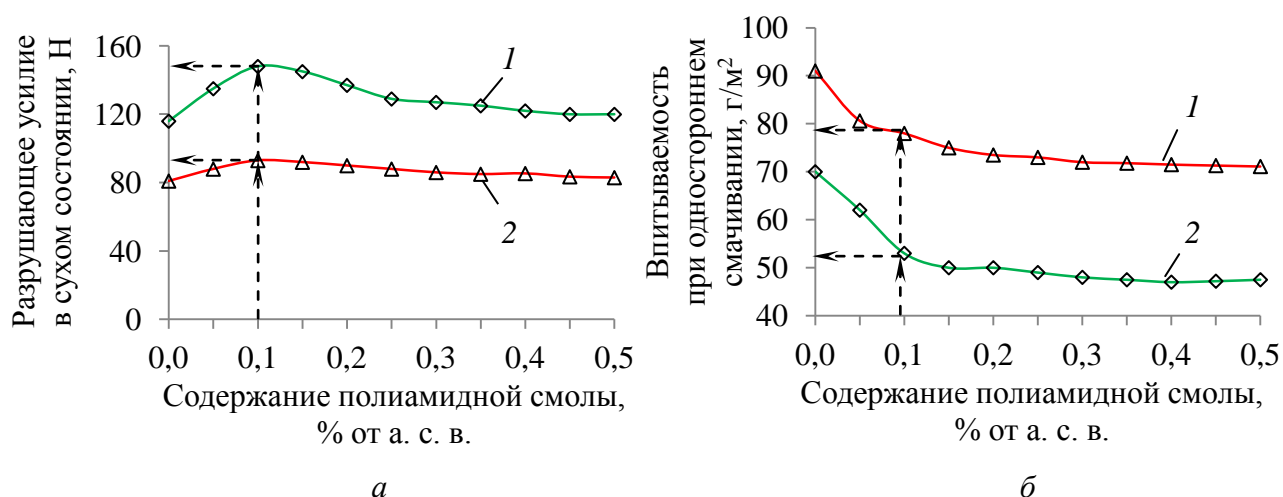 Разрушающее усилие
в сухом состоянии, Н
160
120
80
40
0
1
2
0,0 0,1 0,2 0,3 0,4 0,5
Содержание полиамидной смолы,
% от а. с. в.
а
Впитываемость
при одностороннем
смачивании, г/м²
100
90
80
70
60
50
40
1
2
0,0 0,1 0,2 0,3 0,4 0,5
Содержание полиамидной смолы,
% от а. с. в.
б